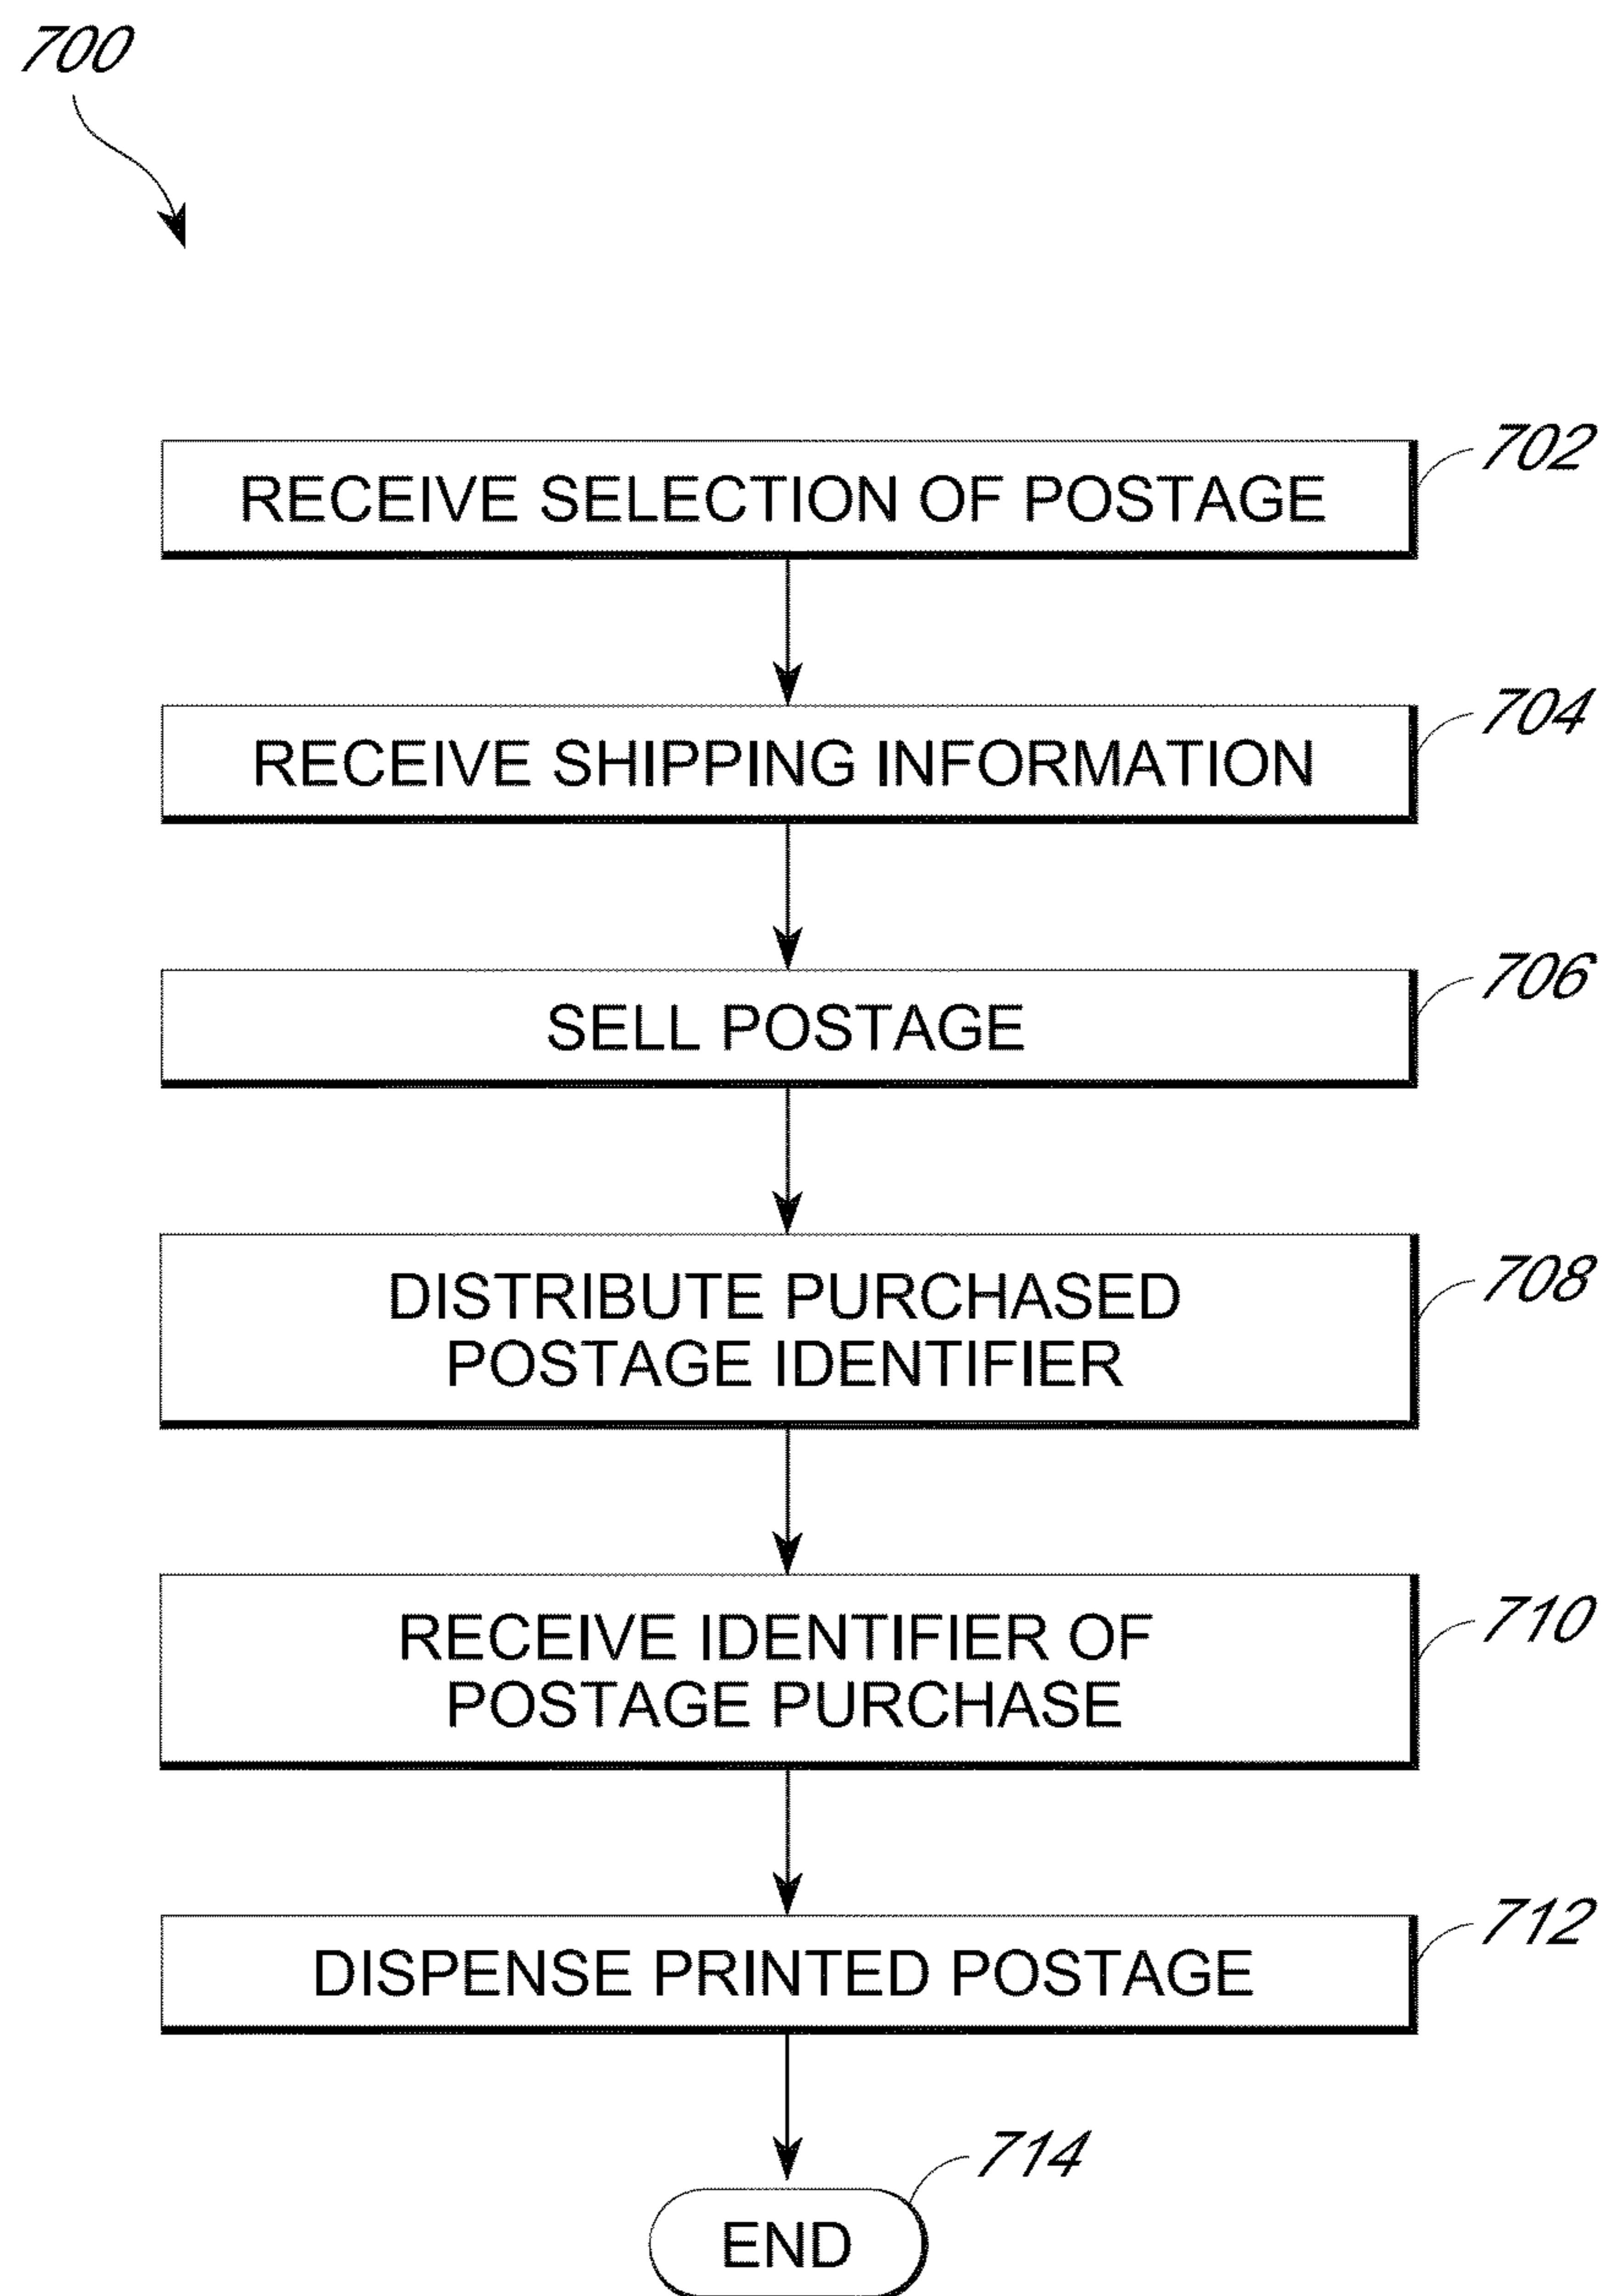 700
RECEIVE SELECTION OF POSTAGE
702
RECEIVE SHIPPING INFORMATION
704
SELL POSTAGE
706
DISTRIBUTE PURCHASED
POSTAGE IDENTIFIER
708
RECEIVE IDENTIFIER OF
POSTAGE PURCHASE
710
DISPENSE PRINTED POSTAGE
712
714
END